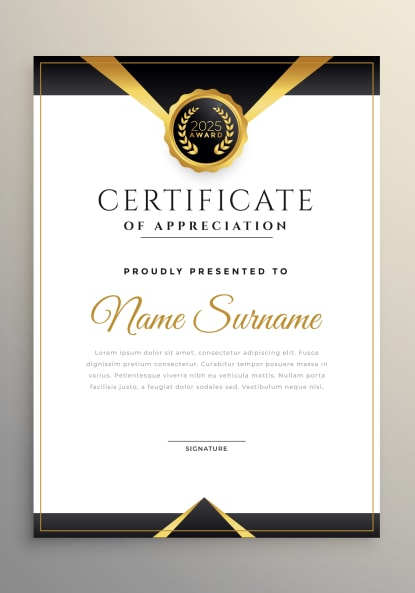 2025
AWARD
CERTIFICATE
OF APPRECIATION
PROUDLY PRESENTED TO
Name Surname
Lorem ipsum dolor sit amet, consectetur adipiscing elit. Fusce
dignissim pretium consectetur. Curabitur tempor posuere massa in
varius. Pellentesque viverra nibh eu vehicula mattis. Nullam porta
facilisis justo, a feugiat dolor sodales sed. Vestibulum neque nisi,
SIGNATURE